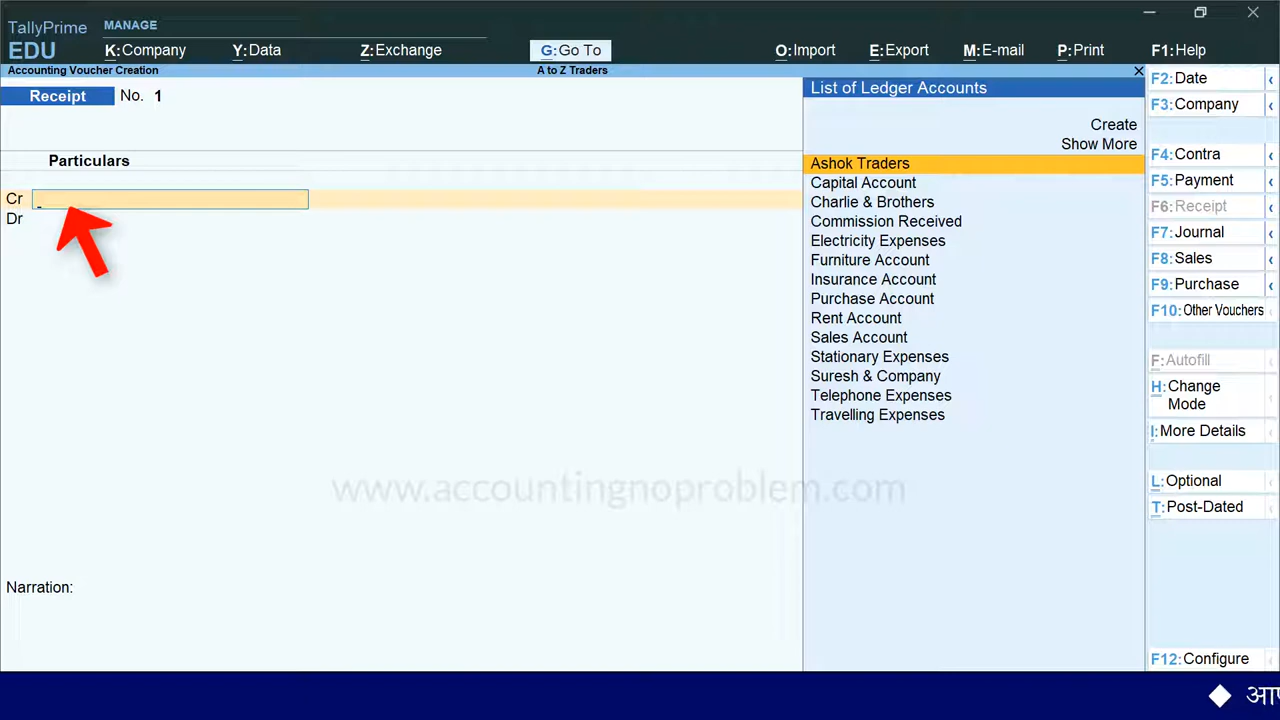 TallyPrime
EDU
MANAGE
K:Company
Y:Data
Z:Exchange
G:Go To
O:Import
E:Export
M:E-mail
P:Print
F1:Help
Accounting Voucher Creation
A to Z Traders
Receipt No. 1
Particulars
Cr
Dr
Narration:
List of Ledger Accounts
Create
Show More
Ashok Traders
Capital Account
Charlie & Brothers
Commission Received
Electricity Expenses
Furniture Account
Insurance Account
Purchase Account
Rent Account
Sales Account
Stationary Expenses
Suresh & Company
Telephone Expenses
Travelling Expenses
F2:Date
F3:Company
F4:Contra
F5:Payment
F6:Receipt
F7:Journal
F8:Sales
F9:Purchase
F10:Other Vouchers
F:Autofill
H:Change
Mode
I:More Details
L:Optional
T:Post-Dated
F12:Configure
www.accountingnoproblem.com